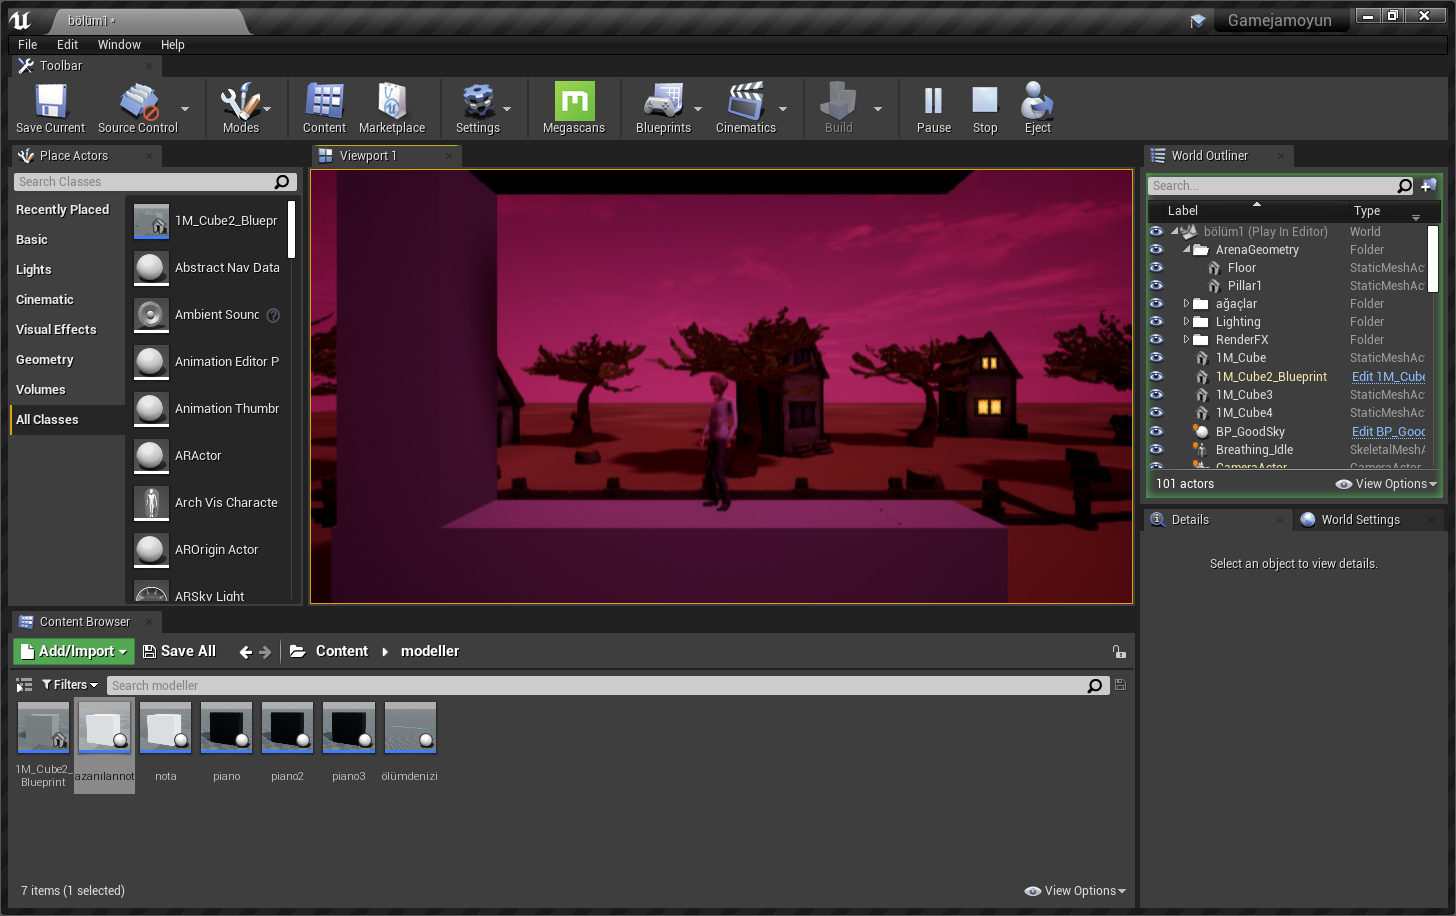 bölüm1*
Gamejamoyun
File Edit Window Help
Toolbar
Save Current
Source Control
Modes
Content
Marketplace
Settings
Megascans
Blueprints
Cinematics
Build
Pause
Stop
Eject
Place Actors
Search Classes
Recently Placed
Basic
Lights
Cinematic
Visual Effects
Geometry
Volumes
All Classes
1M_Cube2_Bluepr
Abstract Nav Data
Ambient Sound
Animation Editor P
Animation Thumbr
ARActor
Arch Vis Characte
AROrigin Actor
ARSky Light
Viewport 1
World Outliner
Search...
Label Type
bölüm1 (Play In Editor) World
ArenaGeometry Folder
Floor StaticMeshAc
Pillar1 StaticMeshAc
ağaçlar Folder
Lighting Folder
RenderFX Folder
1M_Cube StaticMeshAc
1M_Cube2_Blueprint Edit 1M_Cube
1M_Cube3 StaticMeshAc
1M_Cube4 StaticMeshAc
BP_GoodSky Edit BP_Good
Breathing_Idle SkeletalMeshA
CameraActor CameraActor
101 actors View Options
Details
World Settings
Select an object to view details.
Content Browser
Add/Import Save All Content modeller
Filters Search modeller
1M_Cube2_
Blueprint
azanılannot
nota
piano
piano2
piano3
ölümdenizi
7 items (1 selected) View Options